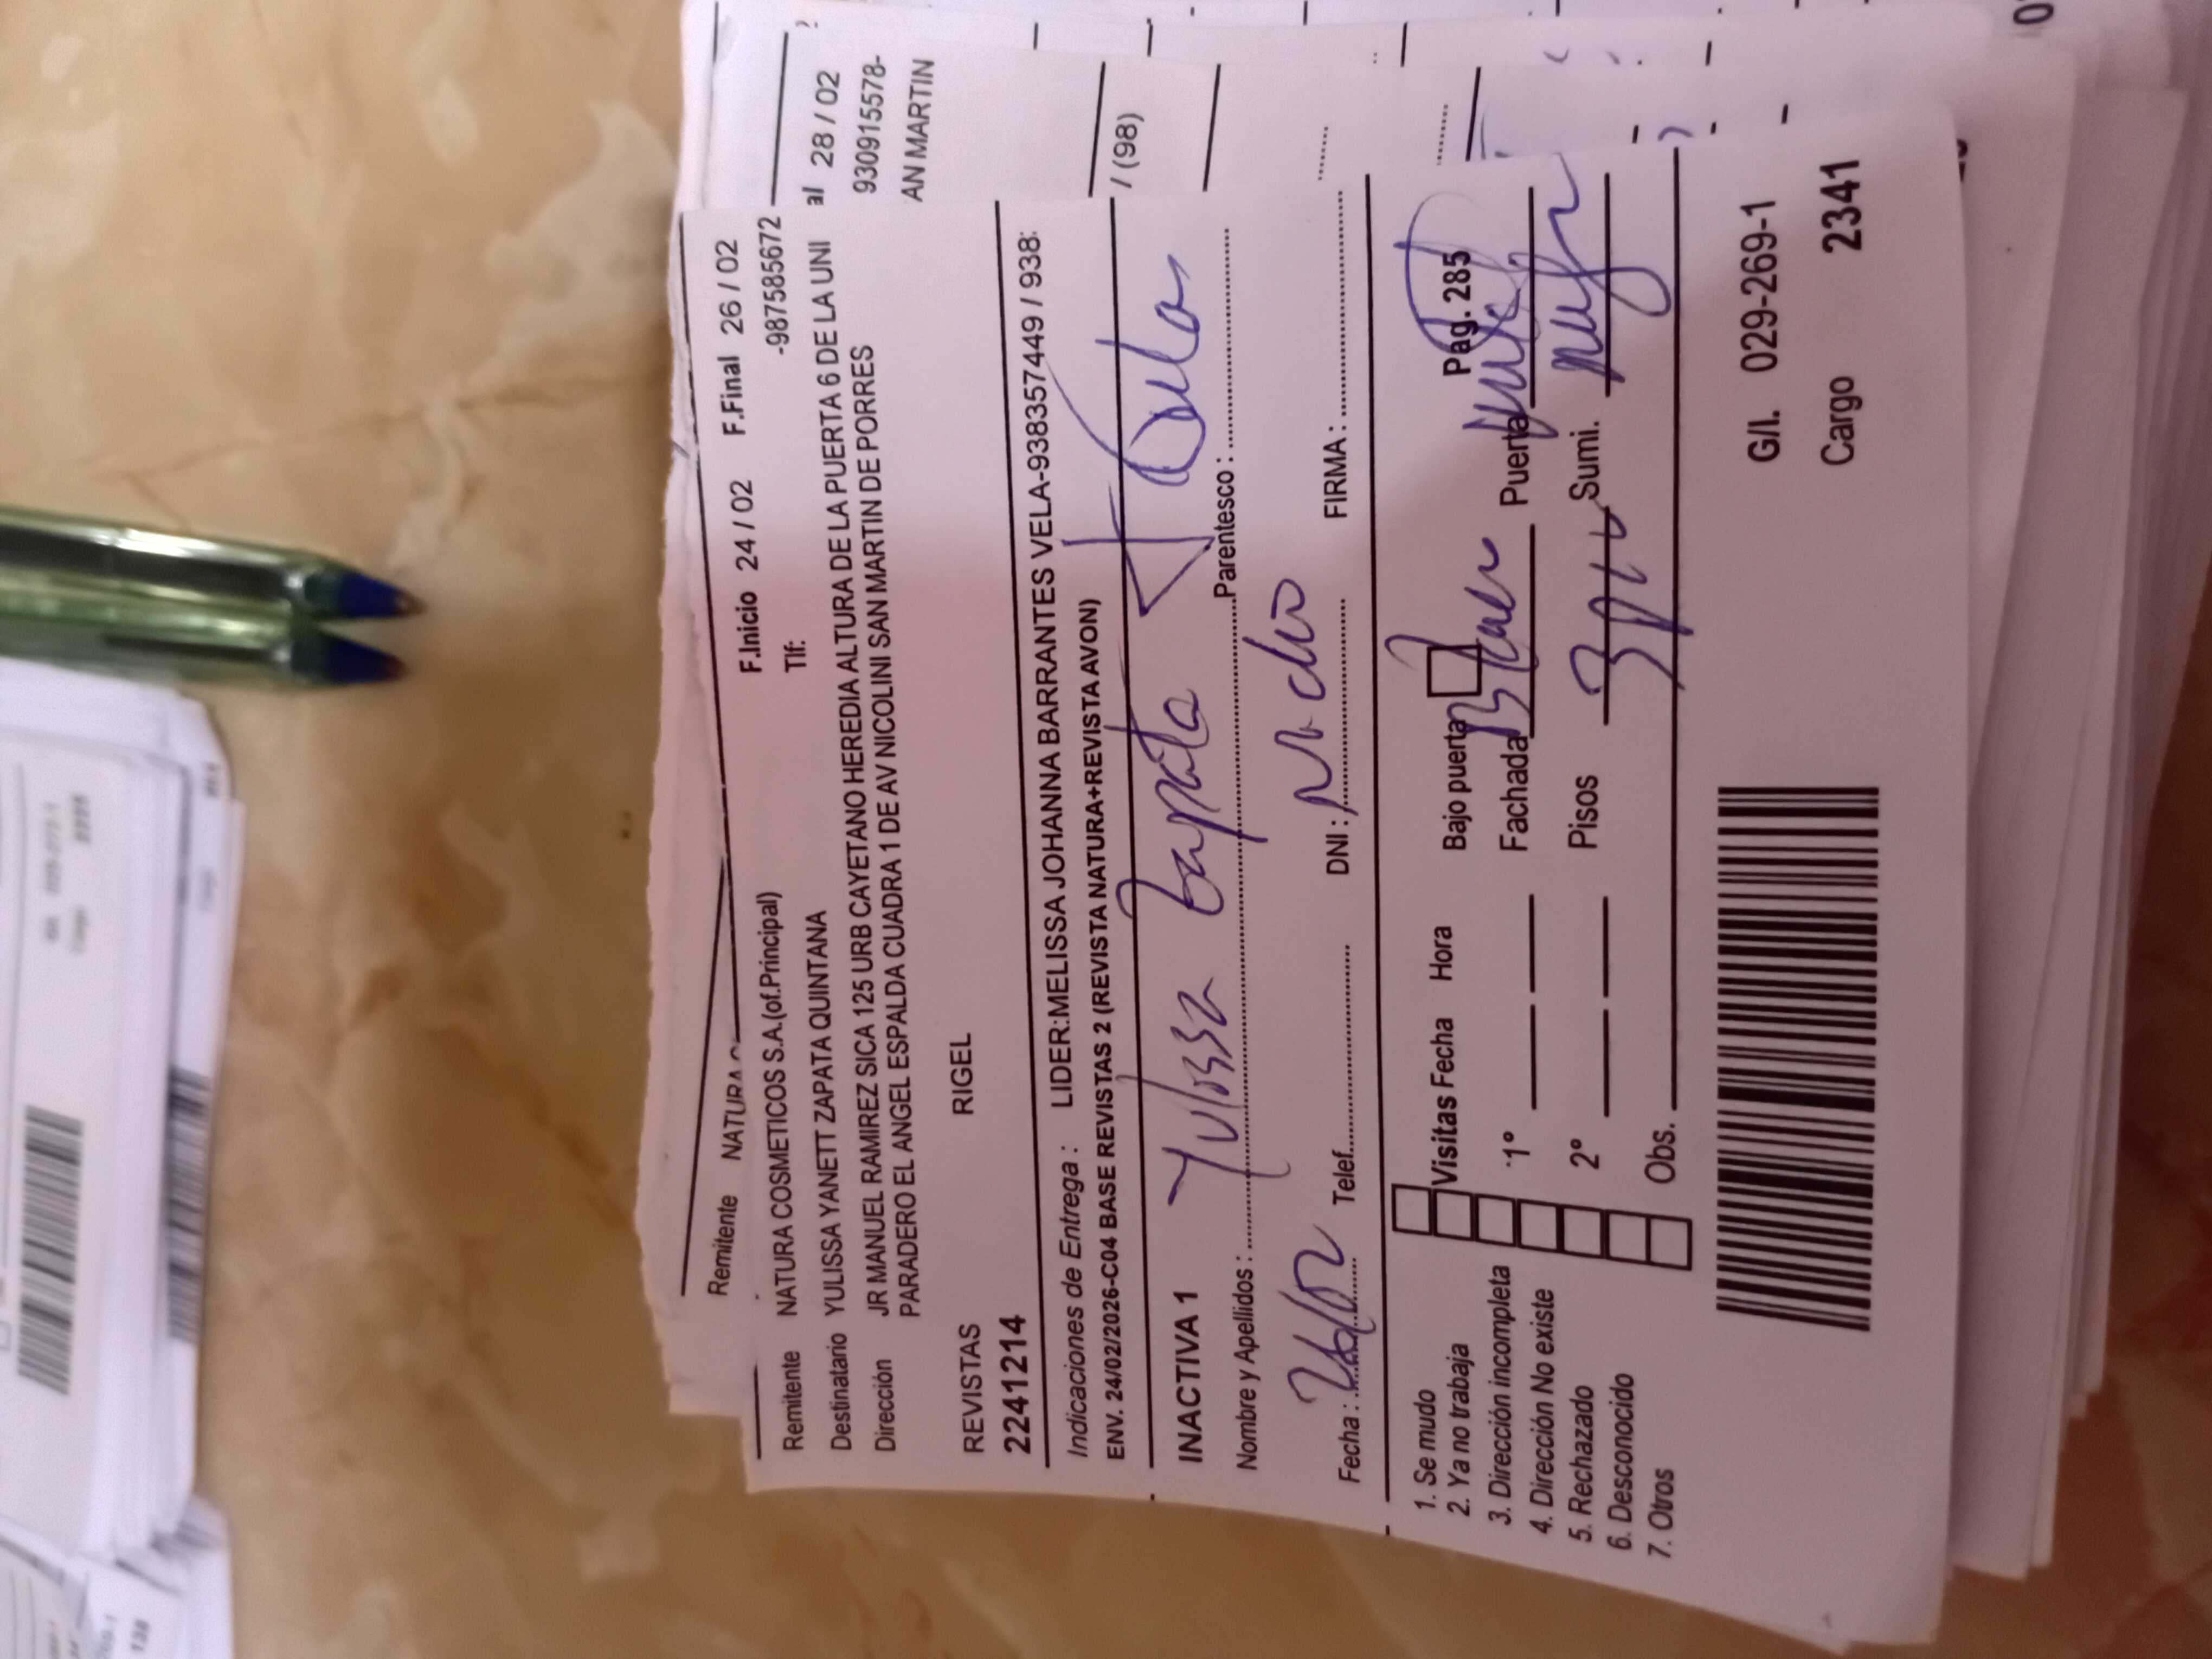 Remitente NATURA
F.Inicio 24 / 02 F.Final 26 / 02
Remitente NATURA COSMETICOS S.A.(of.Principal) Tlf: -987585672
al 28 / 02
Destinatario YULISSA YANETT ZAPATA QUINTANA
930915578-
Dirección JR MANUEL RAMIREZ SICA 125 URB CAYETANO HEREDIA ALTURA DE LA PUERTA 6 DE LA UNI
PARADERO EL ANGEL ESPALDA CUADRA 1 DE AV NICOLINI SAN MARTIN DE PORRES
AN MARTIN
REVISTAS RIGEL
2241214
Indicaciones de Entrega : LIDER:MELISSA JOHANNA BARRANTES VELA-938357449 / 938:
/ (98)
ENV. 24/02/2026-C04 BASE REVISTAS 2 (REVISTA NATURA+REVISTA AVON)
INACTIVA 1
Yulissa Zapata
Nombre y Apellidos : Parentesco :
26/02
Fecha : Telef. DNI : FIRMA :
1. Se mudo
2. Ya no trabaja
3. Dirección incompleta
4. Dirección No existe
5. Rechazado
6. Desconocido
7. Otros
Visitas Fecha Hora
1º
2º
Obs.
Bajo puerta Pag. 285
Fachada Puerta
Pisos Sumi.
G/I. 029-269-1
Cargo 2341